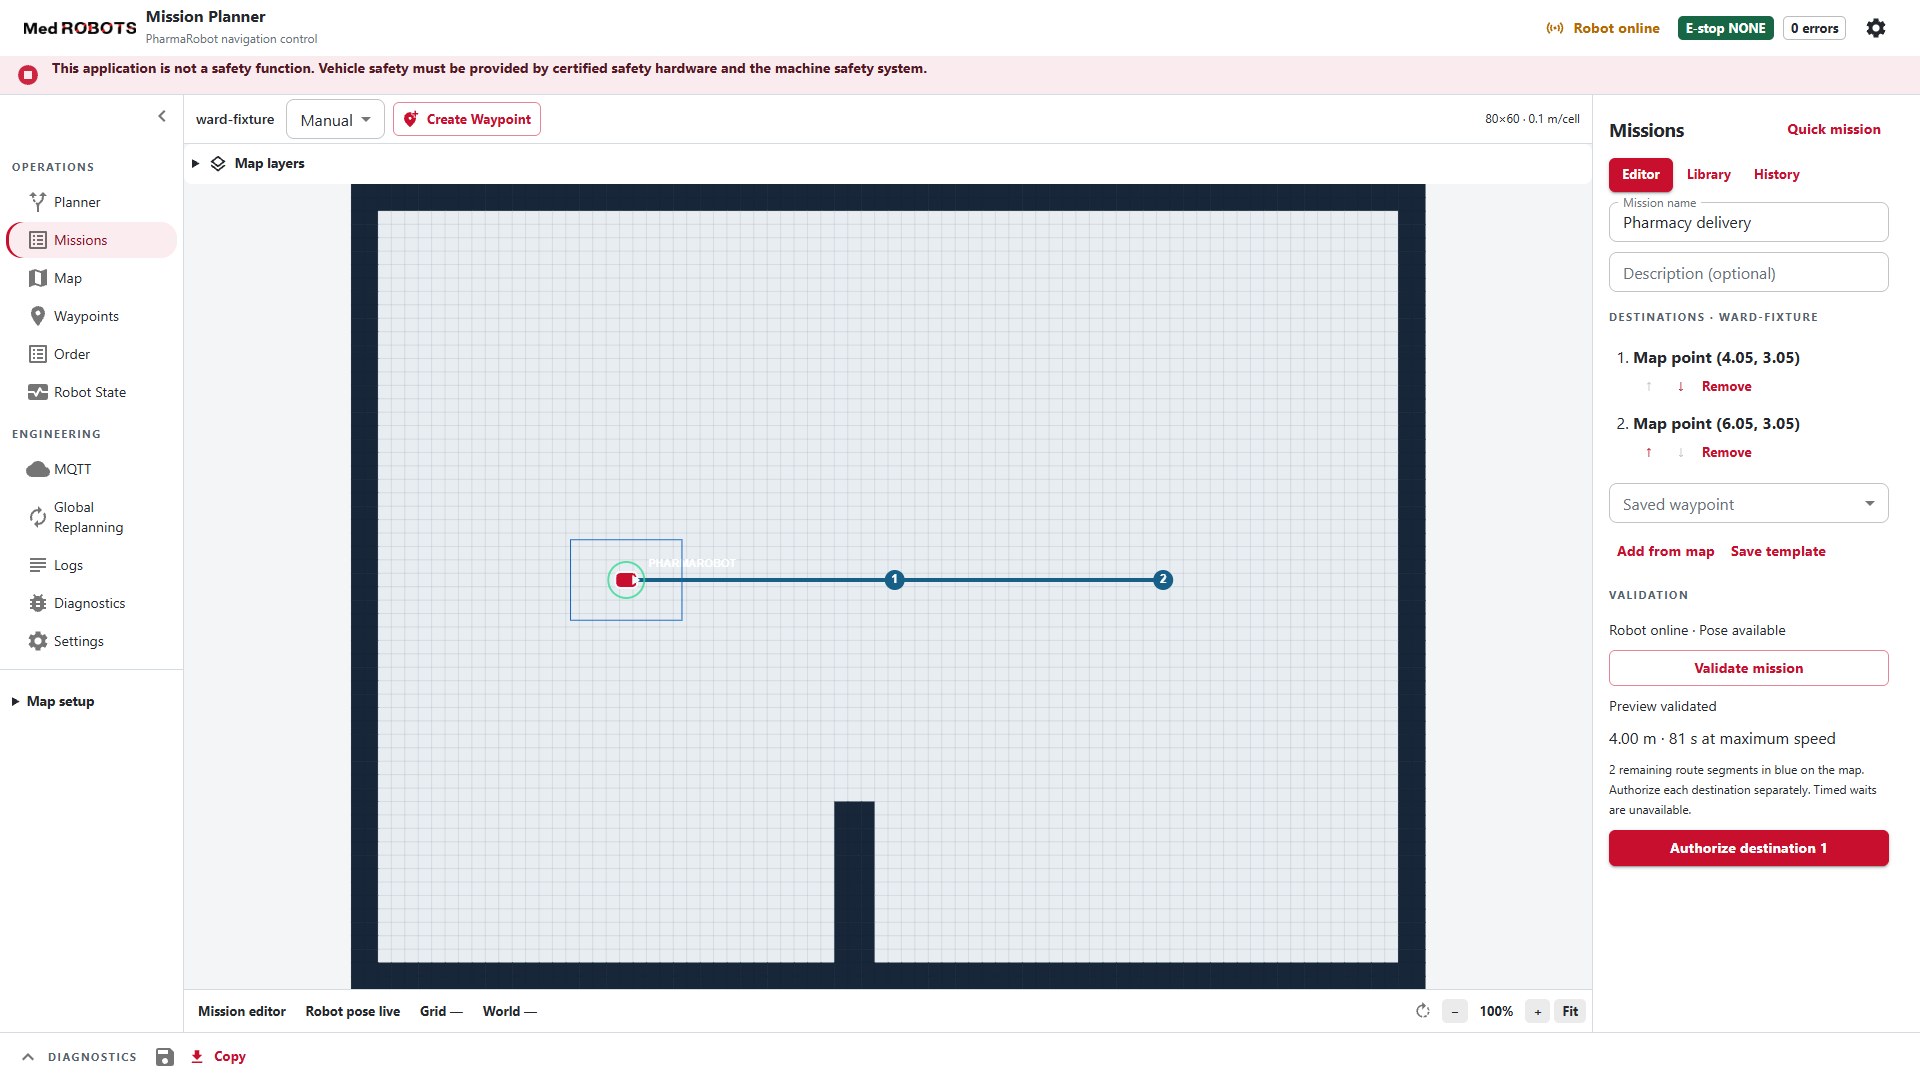 Med ROBOTS
Mission Planner
PharmaRobot navigation control
Robot online
E-stop NONE
0 errors
This application is not a safety function. Vehicle safety must be provided by certified safety hardware and the machine safety system.
OPERATIONS
Planner
Missions
Map
Waypoints
Order
Robot State
ENGINEERING
MQTT
Global
Replanning
Logs
Diagnostics
Settings
Map setup
ward-fixture
Manual
Create Waypoint
80×60 · 0.1 m/cell
Map layers
PHARMAROBOT
1
2
Mission editor
Robot pose live
Grid —
World —
−
100%
+
Fit
Missions
Quick mission
Editor
Library
History
Mission name
Pharmacy delivery
Description (optional)
DESTINATIONS · WARD-FIXTURE
1. Map point (4.05, 3.05)
↑ ↓ Remove
2. Map point (6.05, 3.05)
↑ ↓ Remove
Saved waypoint
Add from map
Save template
VALIDATION
Robot online · Pose available
Validate mission
Preview validated
4.00 m · 81 s at maximum speed
2 remaining route segments in blue on the map.
Authorize each destination separately. Timed waits
are unavailable.
Authorize destination 1
DIAGNOSTICS
Copy